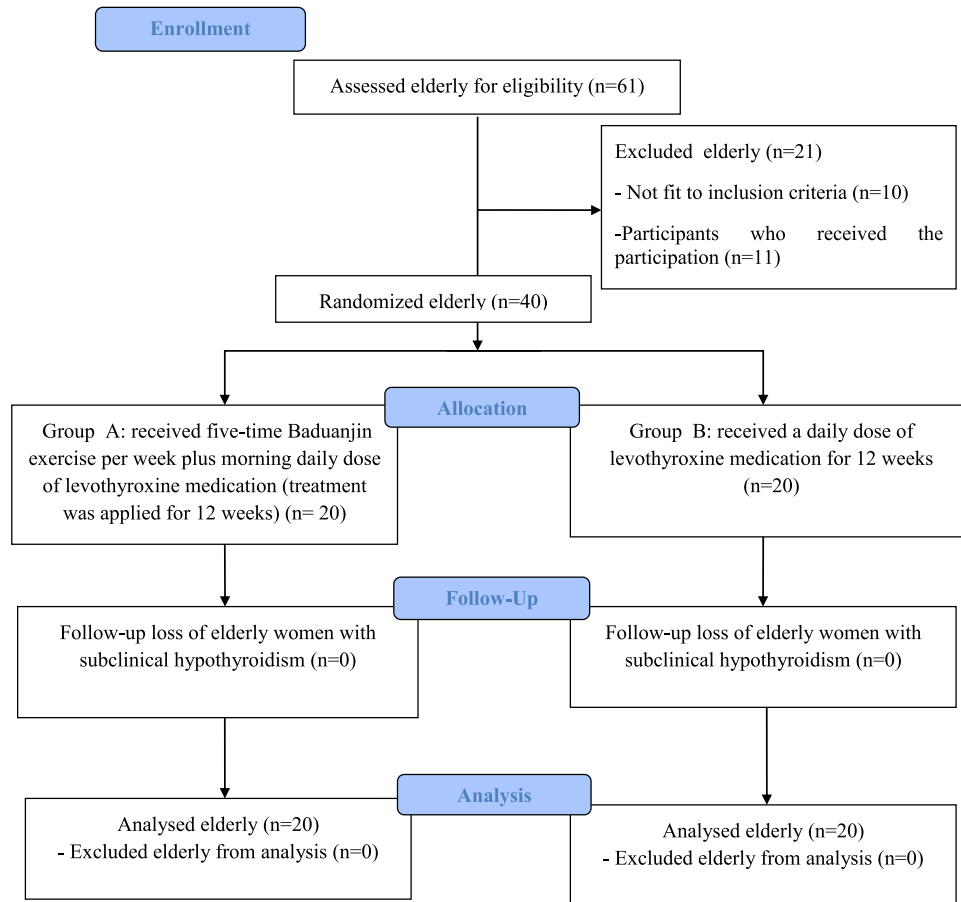 Enrollment
Assessed elderly for eligibility (n=61)
Excluded elderly (n=21)
- Not fit to inclusion criteria (n=10)
-Participants who received the
participation (n=11)
Randomized elderly (n=40)
Allocation
Group A: received five-time Baduanjin
exercise per week plus morning daily dose
of levothyroxine medication (treatment
was applied for 12 weeks) (n= 20)
Group B: received a daily dose of
levothyroxine medication for 12 weeks
(n=20)
Follow-Up
Follow-up loss of elderly women with
subclinical hypothyroidism (n=0)
Follow-up loss of elderly women with
subclinical hypothyroidism (n=0)
Analysis
Analysed elderly (n=20)
- Excluded elderly from analysis (n=0)
Analysed elderly (n=20)
- Excluded elderly from analysis (n=0)